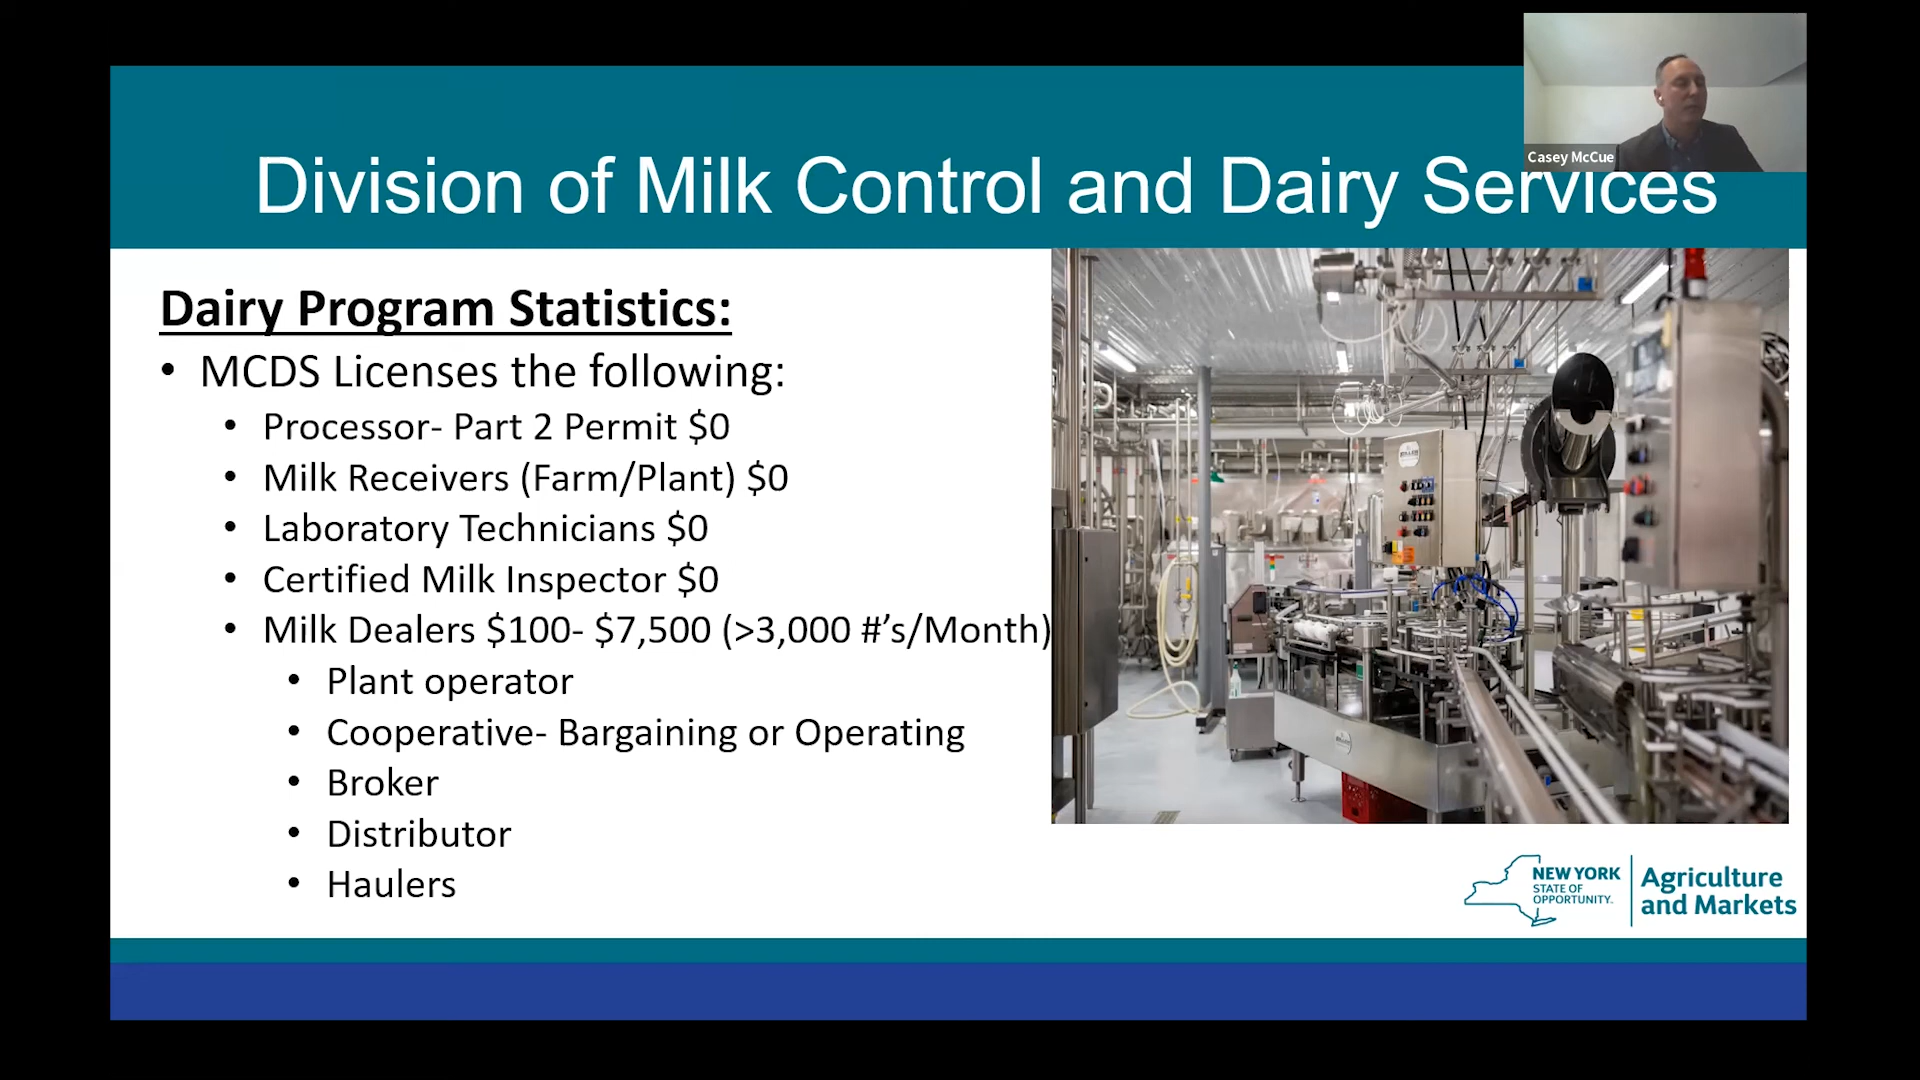 Casey McCue
Division of Milk Control and Dairy Services
Dairy Program Statistics:
• MCDS Licenses the following:
• Processor- Part 2 Permit $0
• Milk Receivers (Farm/Plant) $0
• Laboratory Technicians $0
• Certified Milk Inspector $0
• Milk Dealers $100- $7,500 (>3,000 #’s/Month)
• Plant operator
• Cooperative- Bargaining or Operating
• Broker
• Distributor
• Haulers
NEW YORK
STATE OF
OPPORTUNITY.
Agriculture
and Markets